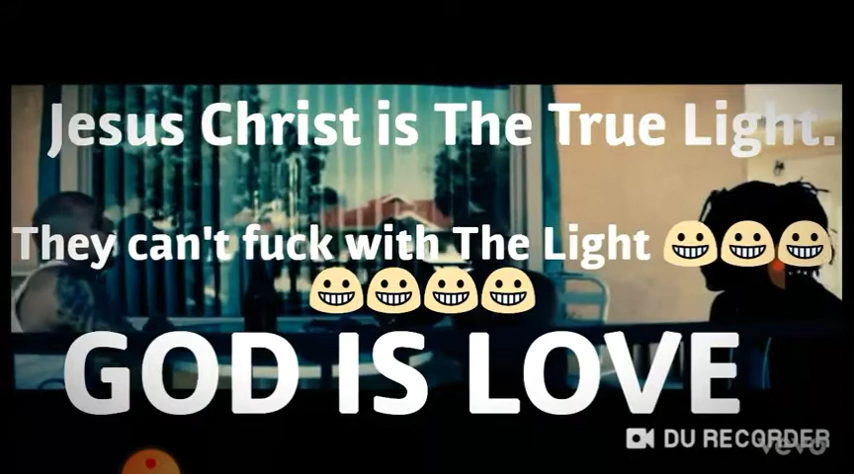 Jesus Christ is The True Light.
They can't fuck with The Light 😀😀😀
😀😀😀😀
GOD IS LOVE
DU RECORDER
vevo